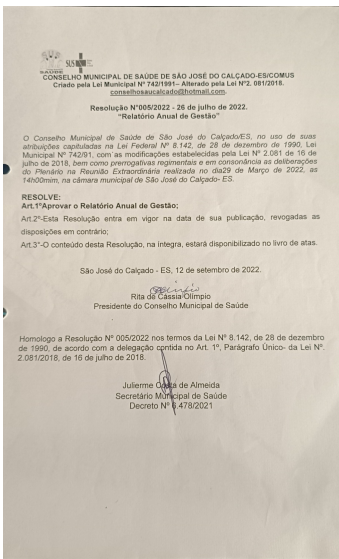 SUS
SAÚDE
CONSELHO MUNICIPAL DE SAÚDE DE SÃO JOSÉ DO CALÇADO-ES/COMUS
Criado pela Lei Municipal Nº 742/1991– Alterado pela Lei Nº2. 081/2018.
conselhosaucalcado@hotmail.com.
Resolução Nº005/2022 - 26 de julho de 2022.
“Relatório Anual de Gestão”
O Conselho Municipal de Saúde de São José do Calçado/ES, no uso de suas
atribuições capituladas na Lei Federal Nº 8.142, de 28 de dezembro de 1990, Lei
Municipal Nº 742/91, com as modificações estabelecidas pela Lei Nº 2.081 de 16 de
julho de 2018, bem como prerrogativas regimentais e em consonância as deliberações
do Plenário na Reunião Extraordinária realizada no dia29 de Março de 2022, as
14h00mim, na câmara municipal de São José do Calçado- ES.
RESOLVE:
Art.1ºAprovar o Relatório Anual de Gestão;
Art.2º-Esta Resolução entra em vigor na data de sua publicação, revogadas as
disposições em contrário;
Art.3º-O conteúdo desta Resolução, na íntegra, estará disponibilizado no livro de atas.
São José do Calçado - ES, 12 de setembro de 2022.
Olímpio
Rita de Cássia Olímpio
Presidente do Conselho Municipal de Saúde
Homologo a Resolução Nº 005/2022 nos termos da Lei Nº 8.142, de 28 de dezembro
de 1990, de acordo com a delegação contida no Art. 1º, Parágrafo Único- da Lei Nº.
2.081/2018, de 16 de julho de 2018.
Julierme Costa de Almeida
Secretário Municipal de Saúde
Decreto Nº 6.478/2021